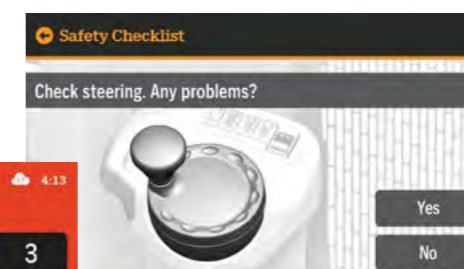 Safety Checklist
Check steering. Any problems?
4:13
3
Yes
No